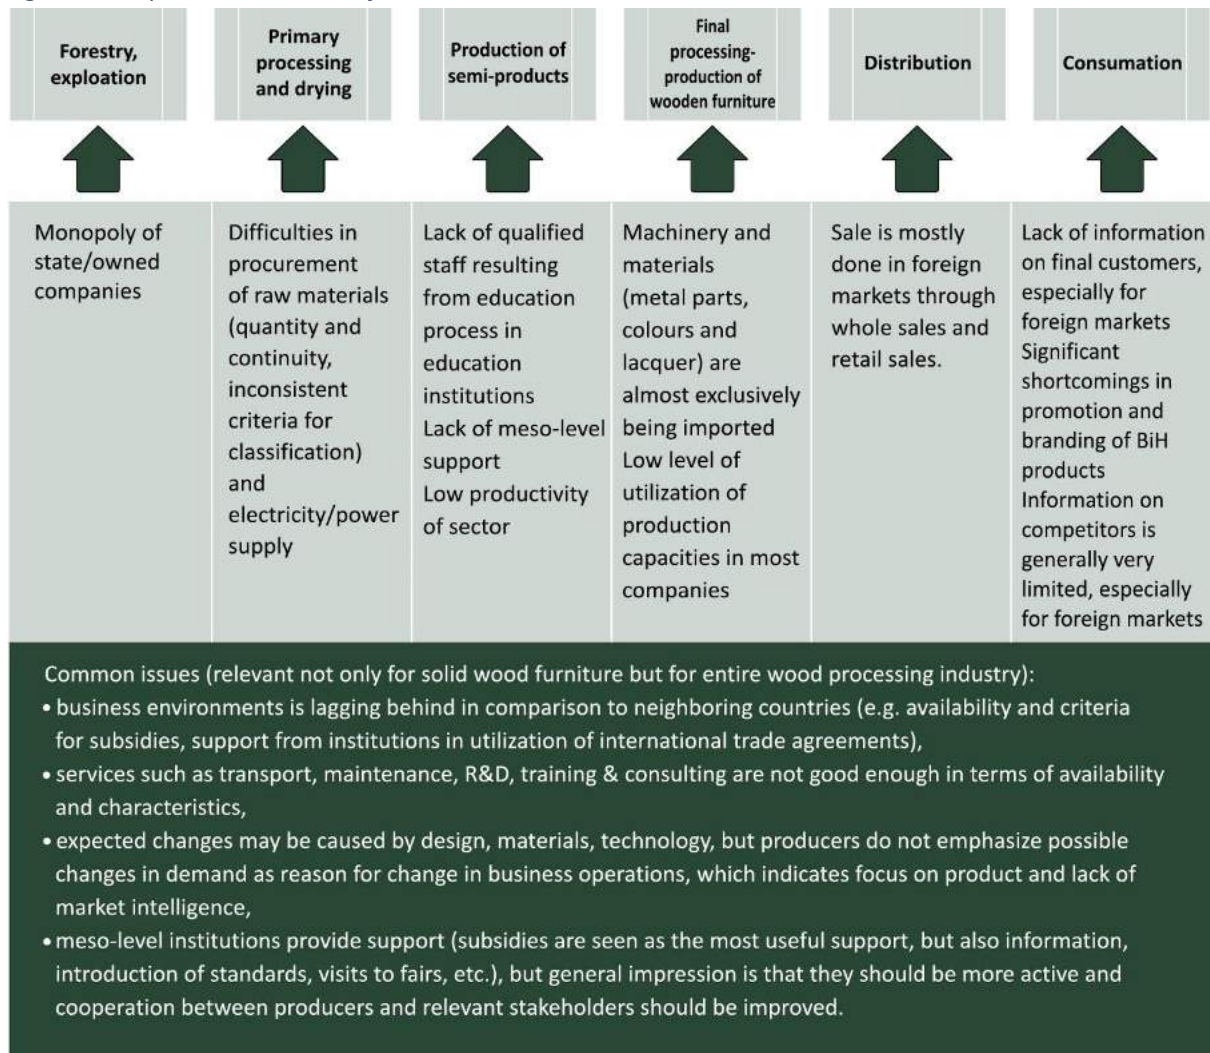 Forestry,
exploation
Primary
processing
and drying
Production of
semi-products
Final
processing-
production of
wooden furniture
Distribution
Consumation
Monopoly of
state/owned
companies
Difficulties in
procurement
of raw materials
(quantity and
continuity,
inconsistent
criteria for
classification)
and
electricity/power
supply
Lack of qualified
staff resulting
from education
process in
education
institutions
Lack of meso-level
support
Low productivity
of sector
Machinery and
materials
(metal parts,
colours and
lacquer) are
almost exclusively
being imported
Low level of
utilization of
production
capacities in most
companies
Sale is mostly
done in foreign
markets through
whole sales and
retail sales.
Lack of information
on final customers,
especially for
foreign markets
Significant
shortcomings in
promotion and
branding of BiH
products
Information on
competitors is
generally very
limited, especially
for foreign markets
Common issues (relevant not only for solid wood furniture but for entire wood processing industry):
• business environments is lagging behind in comparison to neighboring countries (e.g. availability and criteria
for subsidies, support from institutions in utilization of international trade agreements),
• services such as transport, maintenance, R&D, training & consulting are not good enough in terms of availability
and characteristics,
• expected changes may be caused by design, materials, technology, but producers do not emphasize possible
changes in demand as reason for change in business operations, which indicates focus on product and lack of
market intelligence,
• meso-level institutions provide support (subsidies are seen as the most useful support, but also information,
introduction of standards, visits to fairs, etc.), but general impression is that they should be more active and
cooperation between producers and relevant stakeholders should be improved.